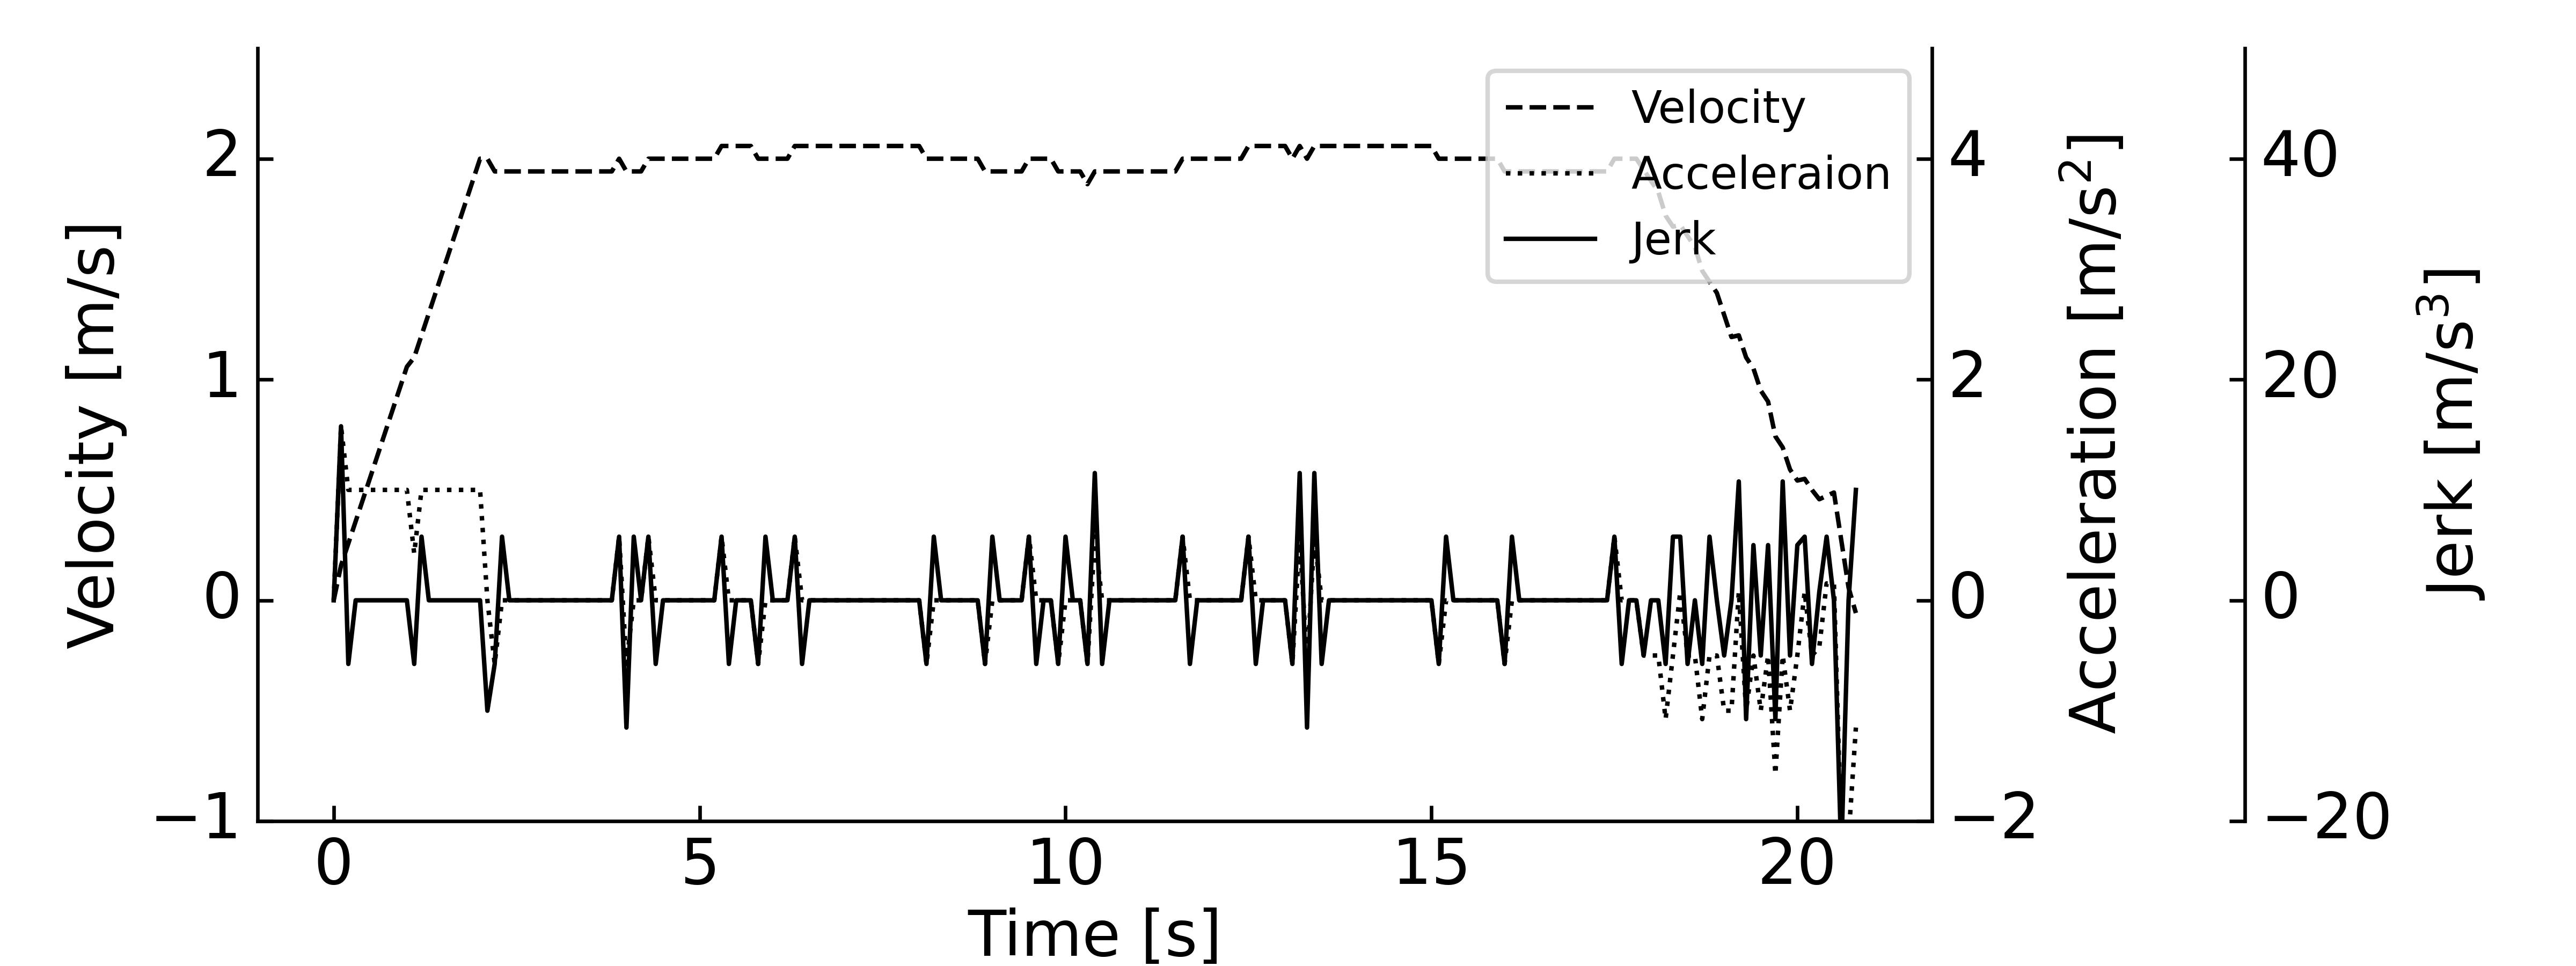 Velocity [m/s]
2
1
0
−1
0
5
10
15
20
Time [s]
Velocity
Acceleraion
Jerk
4
2
0
−2
Acceleration [m/s²]
40
20
0
−20
Jerk [m/s³]